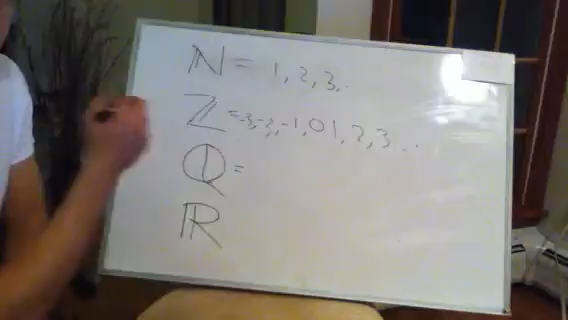 ℕ = 1, 2, 3, ..
ℤ = -3, -2, -1, 0 1, 2, 3 ...
ℚ =
ℝ